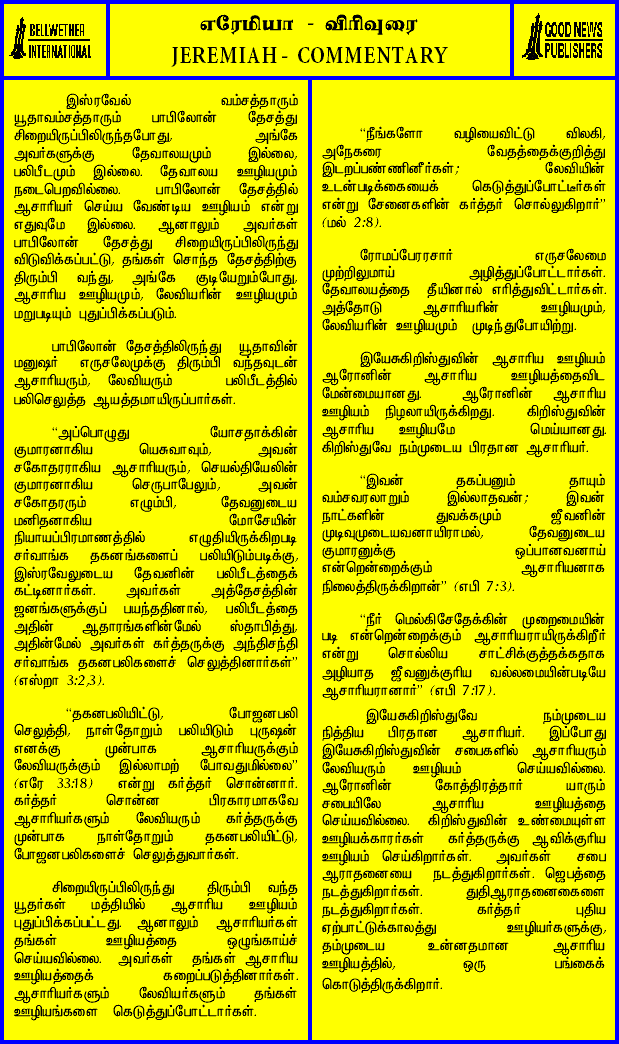 BELLWETHER
INTERNATIONAL
எரேமியா - விரிவுரை
JEREMIAH - COMMENTARY
GOOD NEWS
PUBLISHERS
இஸ்ரவேல் வம்சத்தாரும்
யூதாவம்சத்தாரும் பாபிலோன் தேசத்து
சிறையிருப்பிலிருந்தபோது, அங்கே
அவர்களுக்கு தேவாலயமும் இல்லை,
பலிபீடமும் இல்லை. தேவாலய ஊழியமும்
நடைபெறவில்லை. பாபிலோன் தேசத்தில்
ஆசாரியர் செய்ய வேண்டிய ஊழியம் என்று
எதுவுமே இல்லை. ஆனாலும் அவர்கள்
பாபிலோன் தேசத்து சிறையிருப்பிலிருந்து
விடுவிக்கப்பட்டு, தங்கள் சொந்த தேசத்திற்கு
திரும்பி வந்து, அங்கே குடியேறும்போது,
ஆசாரிய ஊழியமும், லேவியரின் ஊழியமும்
மறுபடியும் புதுப்பிக்கப்படும்.
பாபிலோன் தேசத்திலிருந்து யூதாவின்
மனுஷர் எருசலேமுக்கு திரும்பி வந்தவுடன்
ஆசாரியரும், லேவியரும் பலிபீடத்தில்
பலிசெலுத்த ஆயத்தமாயிருப்பார்கள்.
“அப்பொழுது யோசதாக்கின்
குமாரனாகிய யெசுவாவும், அவன்
சகோதரராகிய ஆசாரியரும், செயல்தியேலின்
குமாரனாகிய செருபாபேலும், அவன்
சகோதரரும் எழும்பி, தேவனுடைய
மனிதனாகிய மோசேயின்
நியாயப்பிரமாணத்தில் எழுதியிருக்கிறபடி
சர்வாங்க தகனங்களைப் பலியிடும்படிக்கு,
இஸ்ரவேலுடைய தேவனின் பலிபீடத்தைக்
கட்டினார்கள். அவர்கள் அத்தேசத்தின்
ஜனங்களுக்குப் பயந்ததினால், பலிபீடத்தை
அதின் ஆதாரங்களின்மேல் ஸ்தாபித்து,
அதின்மேல் அவர்கள் கர்த்தருக்கு அந்திசந்தி
சர்வாங்க தகனபலிகளைச் செலுத்தினார்கள்”
(எஸ்றா 3:2,3).
“தகனபலியிட்டு, போஜனபலி
செலுத்தி, நாள்தோறும் பலியிடும் புருஷன்
எனக்கு முன்பாக ஆசாரியருக்கும்
லேவியருக்கும் இல்லாமற் போவதுமில்லை”
(எரே 33:18) என்று கர்த்தர் சொன்னார்.
கர்த்தர் சொன்ன பிரகாரமாகவே
ஆசாரியர்களும் லேவியரும் கர்த்தருக்கு
முன்பாக நாள்தோறும் தகனபலியிட்டு,
போஜனபலிகளைச் செலுத்துவார்கள்.
சிறையிருப்பிலிருந்து திரும்பி வந்த
யூதர்கள் மத்தியில் ஆசாரிய ஊழியம்
புதுப்பிக்கப்பட்டது. ஆனாலும் ஆசாரியர்கள்
தங்கள் ஊழியத்தை ஒழுங்காய்ச்
செய்யவில்லை. அவர்கள் தங்கள் ஆசாரிய
ஊழியத்தைக் கறைப்படுத்தினார்கள்.
ஆசாரியர்களும் லேவியர்களும் தங்கள்
ஊழியங்களை கெடுத்துப்போட்டார்கள்.
“நீங்களோ வழியைவிட்டு விலகி,
அநேகரை வேதத்தைக்குறித்து
இடறப்பண்ணினீர்கள்; லேவியின்
உடன்படிக்கையைக் கெடுத்துப்போட்டீர்கள்
என்று சேனைகளின் கர்த்தர் சொல்லுகிறார்”
(மல் 2:8).
ரோமப்பேரரசார் எருசலேமை
முற்றிலுமாய் அழித்துப்போட்டார்கள்.
தேவாலயத்தை தீயினால் எரித்துவிட்டார்கள்.
அத்தோடு ஆசாரியரின் ஊழியமும்,
லேவியரின் ஊழியமும் முடிந்துபோயிற்று.
இயேசுகிறிஸ்துவின் ஆசாரிய ஊழியம்
ஆரோனின் ஆசாரிய ஊழியத்தைவிட
மேன்மையானது. ஆரோனின் ஆசாரிய
ஊழியம் நிழலாயிருக்கிறது. கிறிஸ்துவின்
ஆசாரிய ஊழியமே மெய்யானது.
கிறிஸ்துவே நம்முடைய பிரதான ஆசாரியர்.
“இவன் தகப்பனும் தாயும்
வம்சவரலாறும் இல்லாதவன்; இவன்
நாட்களின் துவக்கமும் ஜீவனின்
முடிவுமுடையவனாயிராமல், தேவனுடைய
குமாரனுக்கு ஒப்பானவனாய்
என்றென்றைக்கும் ஆசாரியனாக
நிலைத்திருக்கிறான்” (எபி 7:3).
“நீர் மெல்கிசேதேக்கின் முறைமையின்
படி என்றென்றைக்கும் ஆசாரியராயிருக்கிறீர்
என்று சொல்லிய சாட்சிக்குத்தக்கதாக
அழியாத ஜீவனுக்குரிய வல்லமையின்படியே
ஆசாரியரானார்” (எபி 7:17).
இயேசுகிறிஸ்துவே நம்முடைய
நித்திய பிரதான ஆசாரியர். இப்போது
இயேசுகிறிஸ்துவின் சபைகளில் ஆசாரியரும்
லேவியரும் ஊழியம் செய்யவில்லை.
ஆரோனின் கோத்திரத்தார் யாரும்
சபையிலே ஆசாரிய ஊழியத்தை
செய்யவில்லை. கிறிஸ்துவின் உண்மையுள்ள
ஊழியக்காரர்கள் கர்த்தருக்கு ஆவிக்குரிய
ஊழியம் செய்கிறார்கள். அவர்கள் சபை
ஆராதனையை நடத்துகிறார்கள். ஜெபத்தை
நடத்துகிறார்கள். துதிஆராதனைகளை
நடத்துகிறார்கள். கர்த்தர் புதிய
ஏற்பாட்டுக்காலத்து ஊழியர்களுக்கு,
தம்முடைய உன்னதமான ஆசாரிய
ஊழியத்தில், ஒரு பங்கைக்
கொடுத்திருக்கிறார்.